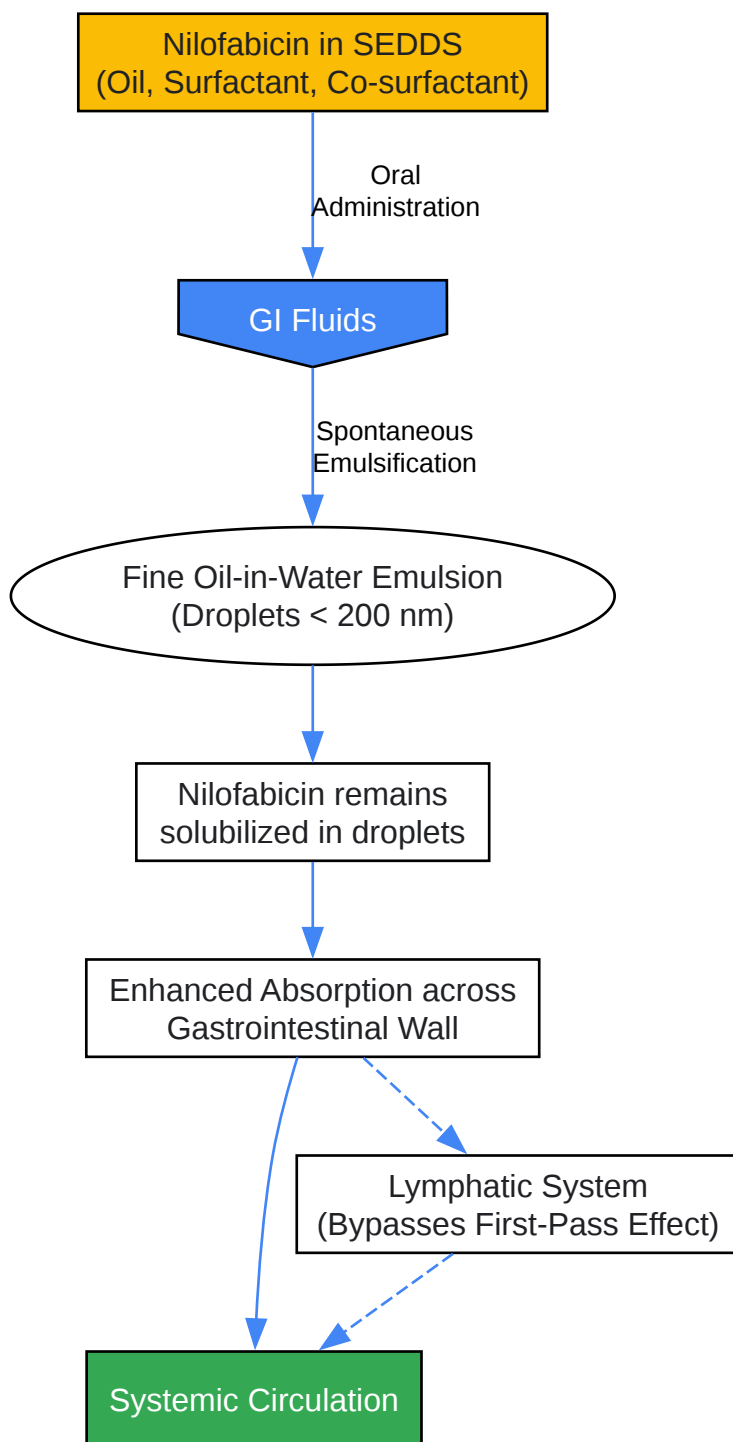 Nilofabicin in SEDDS
(Oil, Surfactant, Co-surfactant)
Oral
Administration
GI Fluids
Spontaneous
Emulsification
Fine Oil-in-Water Emulsion
(Droplets < 200 nm)
Nilofabicin remains
solubilized in droplets
Enhanced Absorption across
Gastrointestinal Wall
Lymphatic System
(Bypasses First-Pass Effect)
Systemic Circulation